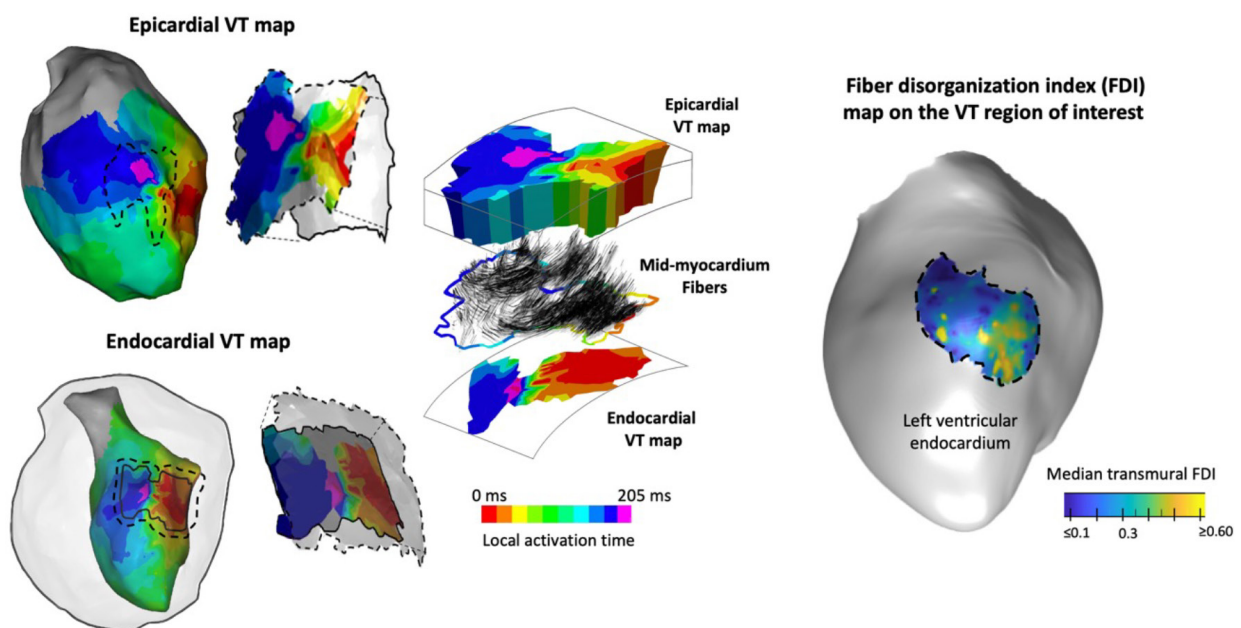 Epicardial VT map
Endocardial VT map
Epicardial
VT map
Mid-myocardium
Fibers
Endocardial
VT map
0 ms
205 ms
Local activation time
Fiber disorganization index (FDI)
map on the VT region of interest
Left ventricular
endocardium
Median transmural FDI
≤0.1
0.3
≥0.60